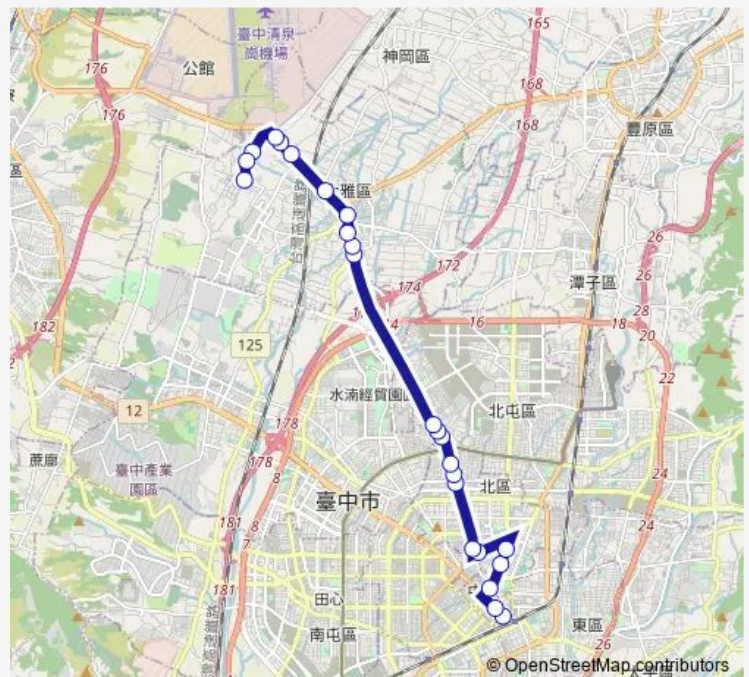 165
臺中清泉
崗機場
公館
176
神岡區
168
176
168
豐原區
區
雅區
26
172
26
潭子區
174
28
182
4
16
18
20
125
22
水湳經貿園區
12
178
北屯區
178
蔗廍
臺中產業
園區
8
24
北區
臺中市
181
7
24
8
181
田心
東區
南屯區
26
© OpenStreetMap contributors